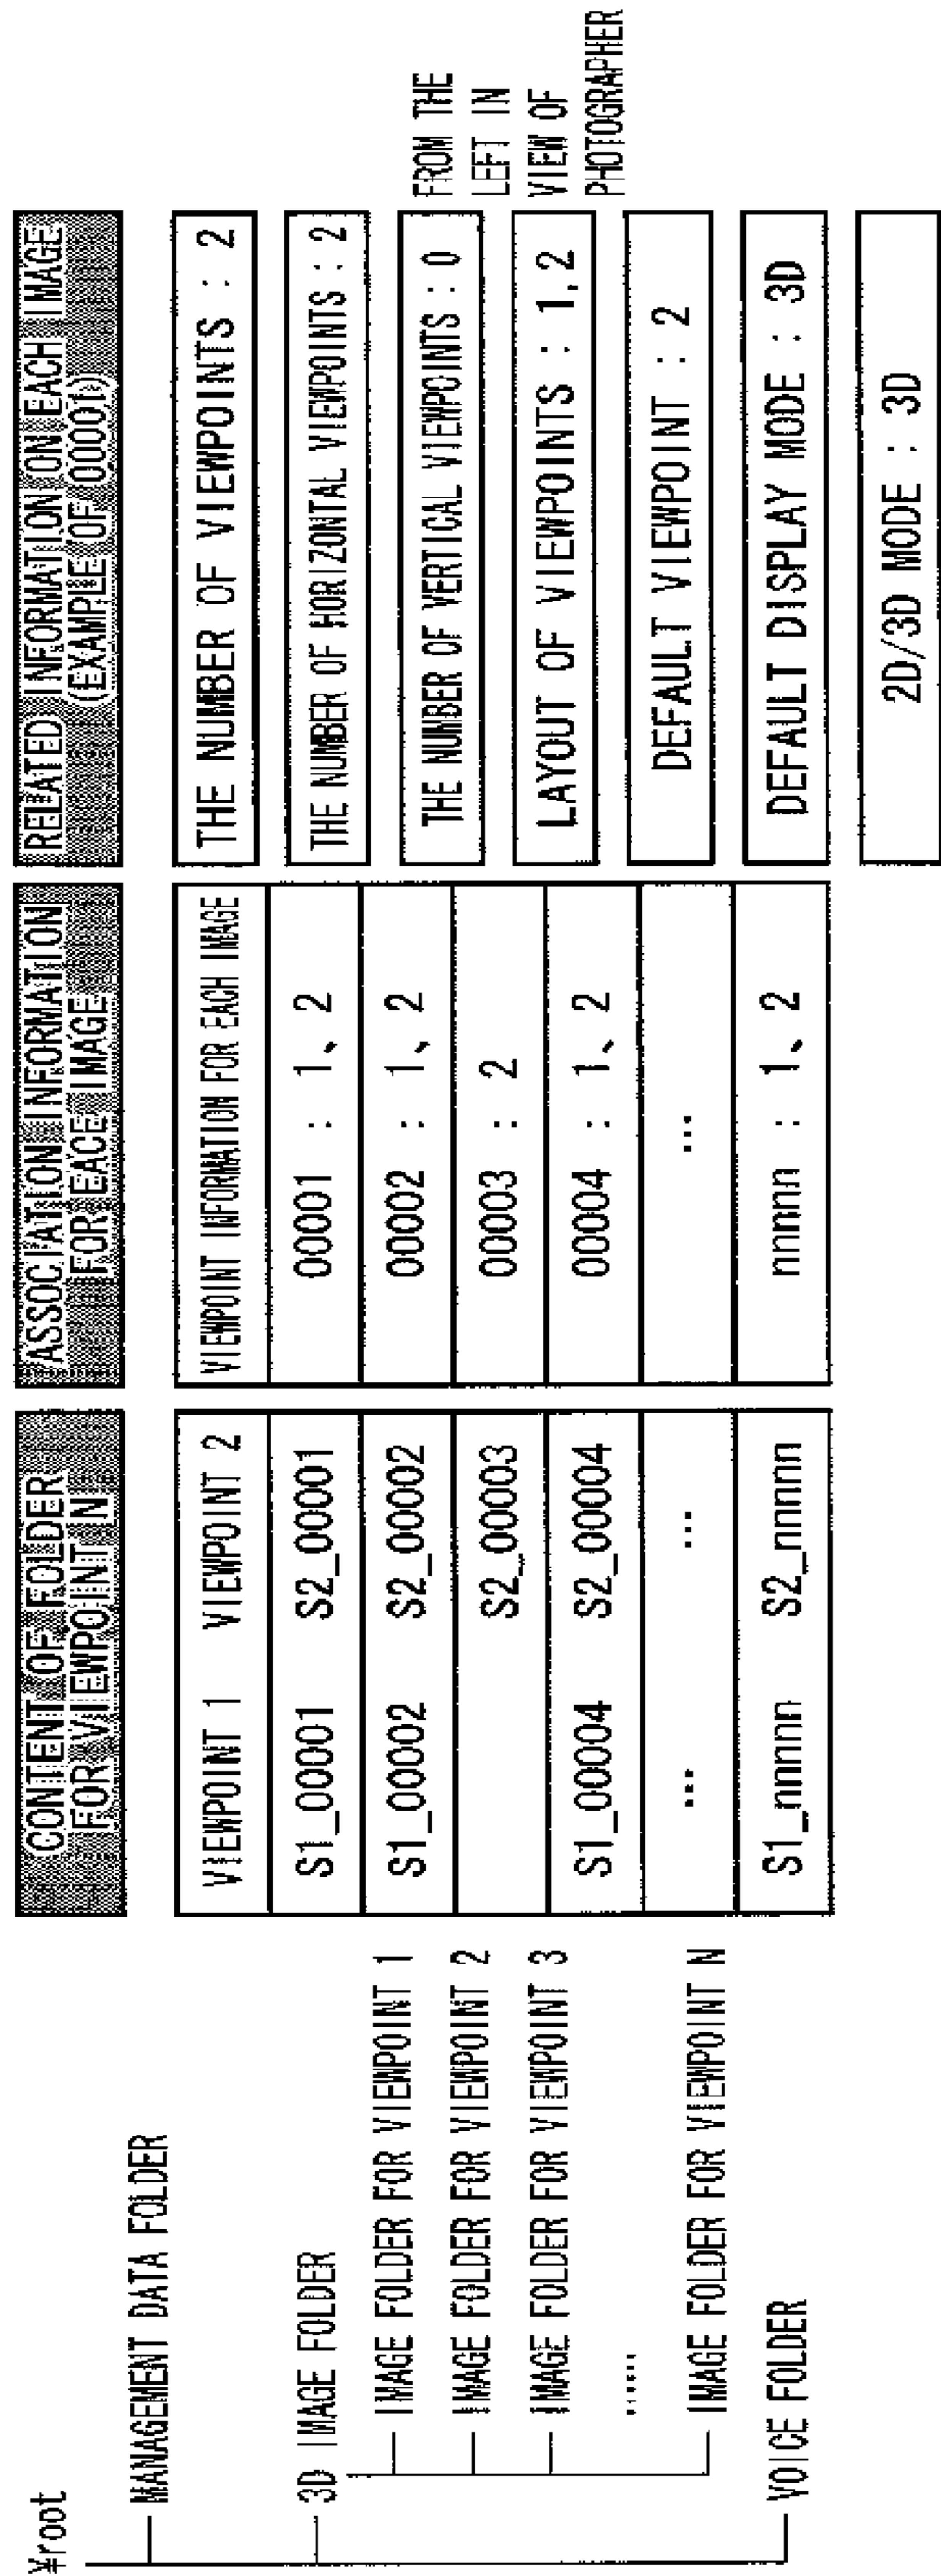 ¥root
MANAGEMENT DATA FOLDER
3D IMAGE FOLDER
IMAGE FOLDER FOR VIEWPOINT 1
IMAGE FOLDER FOR VIEWPOINT 2
IMAGE FOLDER FOR VIEWPOINT 3
......
IMAGE FOLDER FOR VIEWPOINT N
VOICE FOLDER
CONTENT OF FOLDER
FOR VIEWPOINT N
VIEWPOINT 1 VIEWPOINT 2
S1_00001 S2_00001
S1_00002 S2_00002
S2_00003
S1_00004 S2_00004
... ...
S1_nnnnn S2_nnnnn
ASSOCIATION INFORMATION
FOR EACE IMAGE
VIEWPOINT INFORMATION FOR EACH IMAGE
00001 : 1、2
00002 : 1、2
00003 : 2
00004 : 1、2
...
nnnnn : 1、2
RELATED INFORMATION ON EACH IMAGE
(EXAMPLE OF 00001)
THE NUMBER OF VIEWPOINTS : 2
THE NUMBER OF HORIZONTAL VIEWPOINTS : 2
THE NUMBER OF VERTICAL VIEWPOINTS : 0
LAYOUT OF VIEWPOINTS : 1,2
DEFAULT VIEWPOINT : 2
DEFAULT DISPLAY MODE : 3D
2D/3D MODE : 3D
FROM THE
LEFT IN
VIEW OF
PHOTOGRAPHER